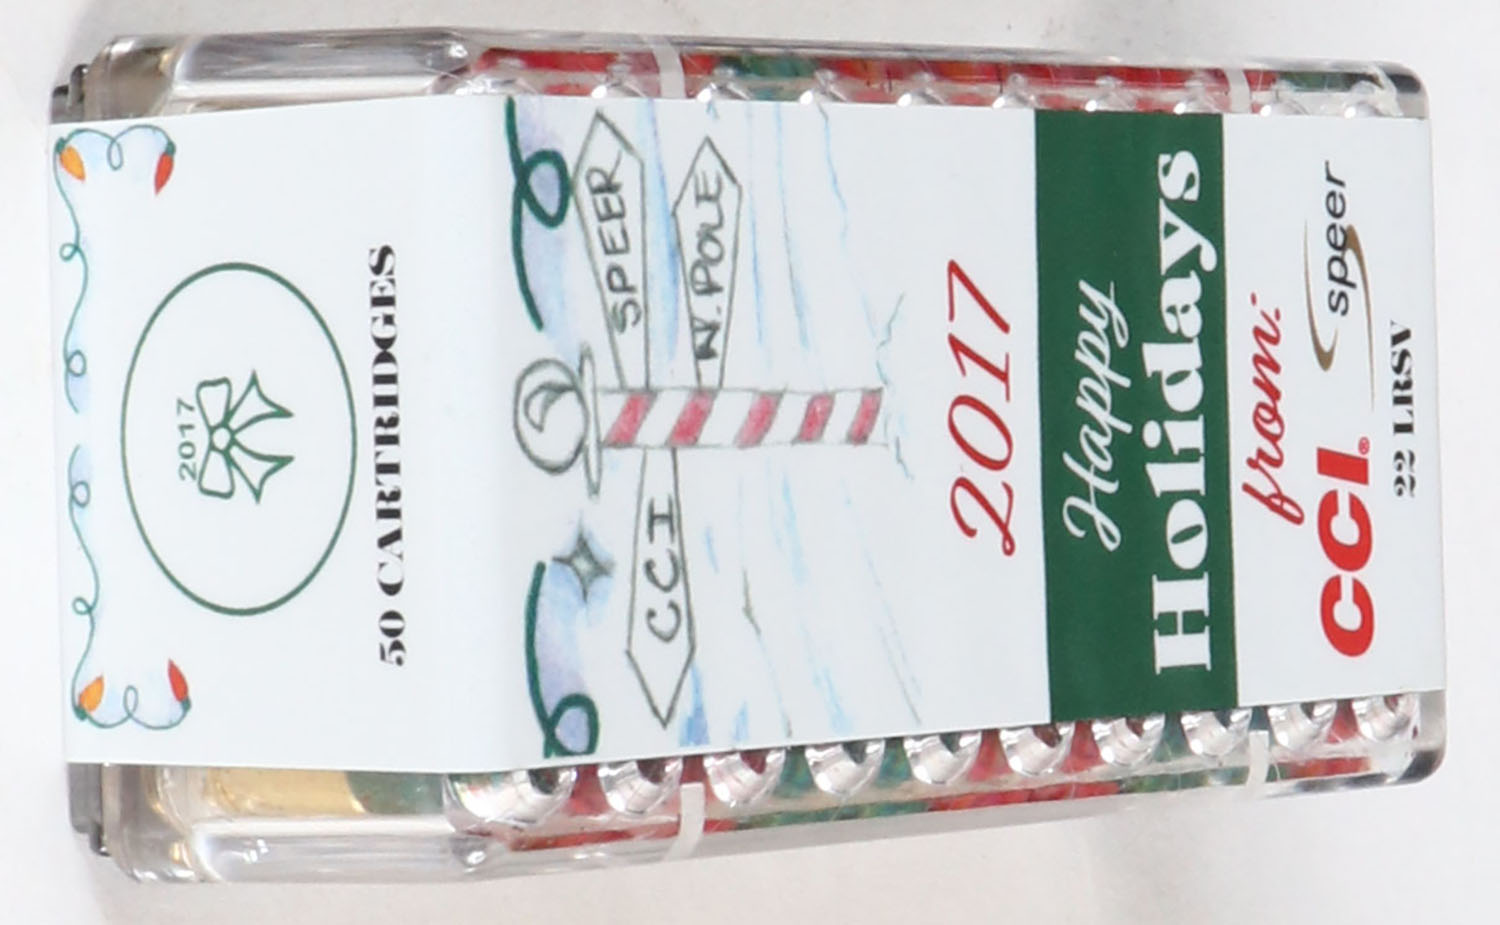 2017
50 CARTRIDGES
SPEER
N. POLE
CCI
2017
Happy
Holidays
from:
CCI® speer
22 LRSV